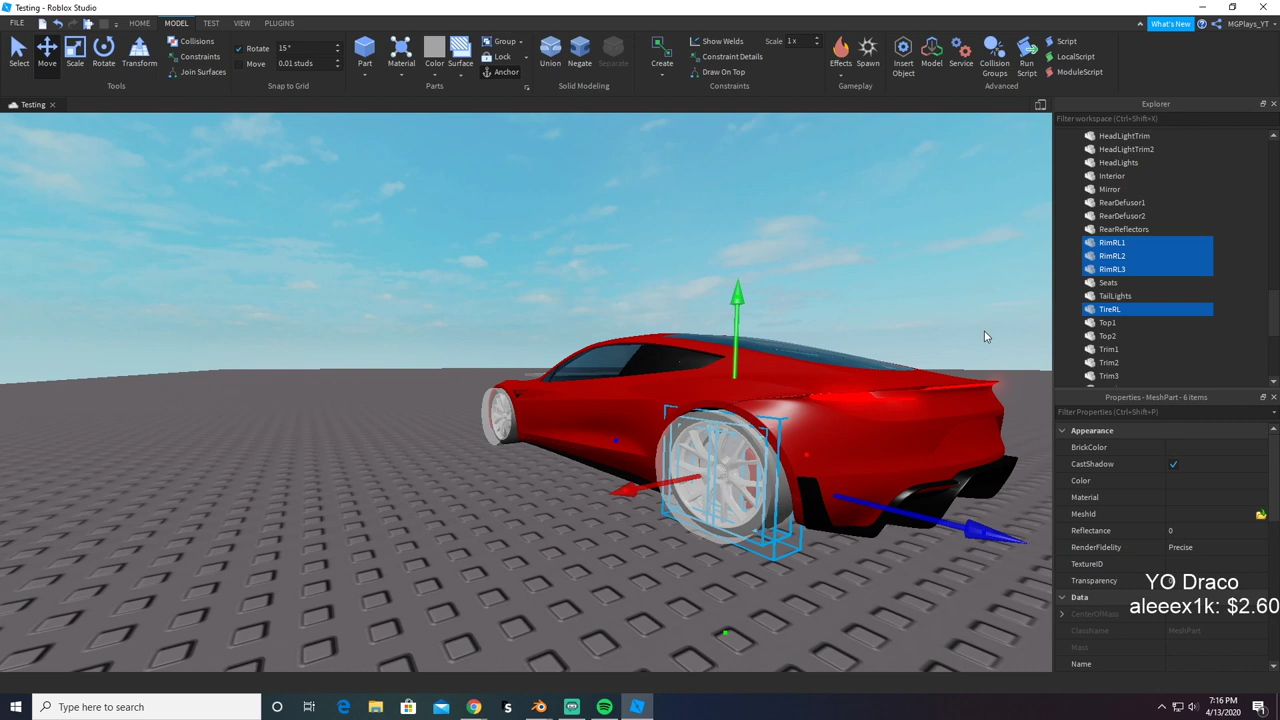 Testing - Roblox Studio
FILE HOME MODEL TEST VIEW PLUGINS What's New MGPlays_YT
Select Move Scale Rotate Transform
Collisions
Constraints
Join Surfaces
Tools
Rotate 15°
Move 0.01 studs
Snap to Grid
Part Material Color Surface
Group
Lock
Anchor
Parts
Union Negate Separate
Solid Modeling
Create
Show Welds Scale 1 x
Constraint Details
Draw On Top
Constraints
Effects Spawn
Gameplay
Insert Object Model Service Collision Groups Run Script
Script
LocalScript
ModuleScript
Advanced
Testing
Explorer
Filter workspace (Ctrl+Shift+X)
HeadLightTrim
HeadLightTrim2
HeadLights
Interior
Mirror
RearDefusor1
RearDefusor2
RearReflectors
RimRL1
RimRL2
RimRL3
Seats
TailLights
TireRL
Top1
Top2
Trim1
Trim2
Trim3
Properties - MeshPart - 6 items
Filter Properties (Ctrl+Shift+P)
Appearance
BrickColor
CastShadow
Color
Material
MeshId
Reflectance 0
RenderFidelity Precise
TextureID
Transparency
YO Draco
Data
aleeex1k: $2.60
CenterOfMass
ClassName MeshPart
Mass
Name
Type here to search
7:16 PM
4/13/2020